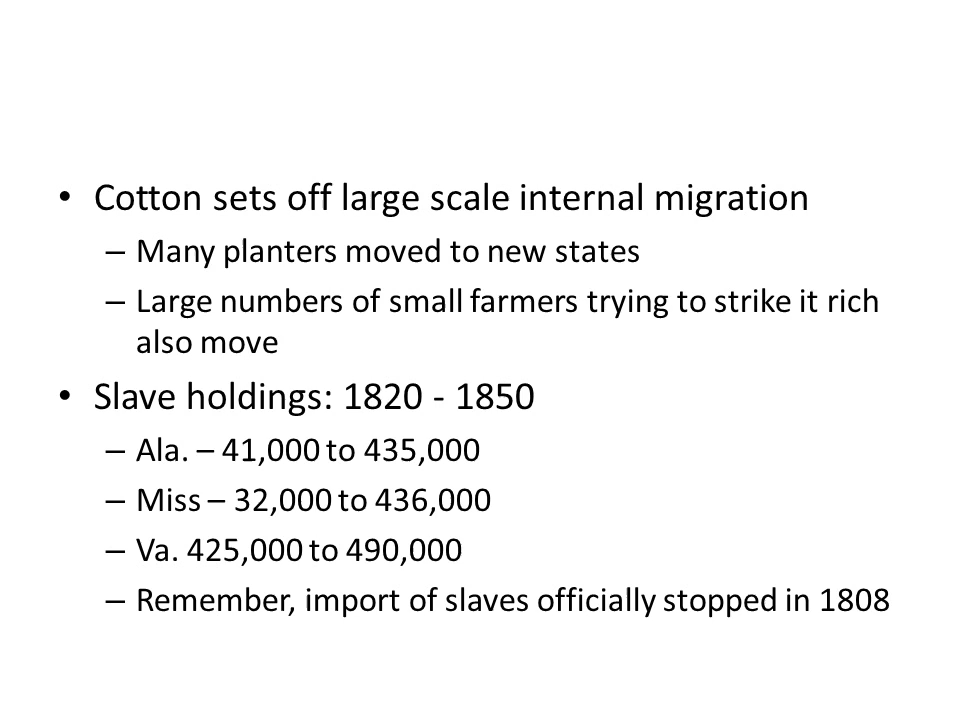 • Cotton sets off large scale internal migration
– Many planters moved to new states
– Large numbers of small farmers trying to strike it rich
also move
• Slave holdings: 1820 - 1850
– Ala. – 41,000 to 435,000
– Miss – 32,000 to 436,000
– Va. 425,000 to 490,000
– Remember, import of slaves officially stopped in 1808